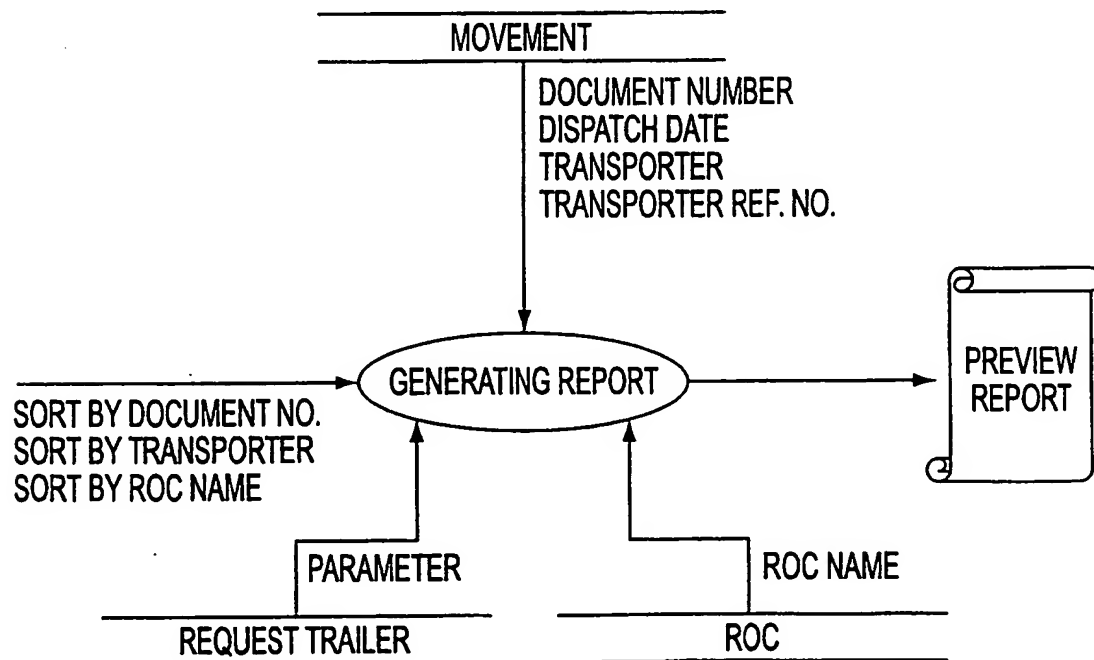 MOVEMENT
DOCUMENT NUMBER
DISPATCH DATE
TRANSPORTER
TRANSPORTER REF. NO.
GENERATING REPORT
PREVIEW
REPORT
SORT BY DOCUMENT NO.
SORT BY TRANSPORTER
SORT BY ROC NAME
PARAMETER
ROC NAME
REQUEST TRAILER
ROC